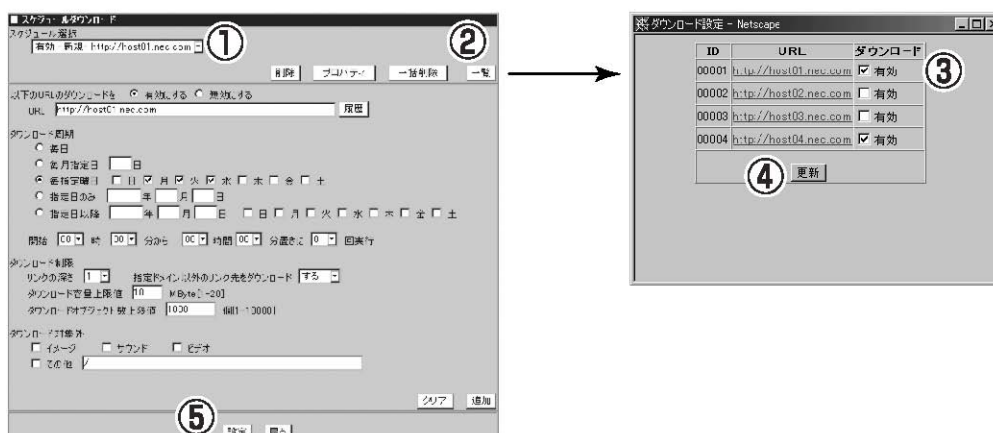 ■ スケジュールダウンロード
スケジュール選択
有効 - 新規 - http://host01.nec.com
①
②
削除 プロパティ 一括削除 一覧
以下のURLのダウンロードを 有効にする 無効にする
URL http://host01.nec.com 履歴
ダウンロード周期
毎日
毎月指定日 日
毎指定曜日 日 月 火 水 木 金 土
指定日のみ 年 月 日
指定日以降 年 月 日 日 月 火 水 木 金 土
開始 00 時 00 分から 00 時間 00 分置きに 0 回実行
ダウンロード制限
リンクの深さ 1 指定ドメイン以外のリンク先をダウンロード する
ダウンロード容量上限値 10 MByte[1-20]
ダウンロードオブジェクト数上限値 1000 個[1-10000]
ダウンロード対象外
イメージ サウンド ビデオ
その他 /
クリア 追加
⑤
設定 戻る
ダウンロード設定 - Netscape
ID URL ダウンロード
00001 http://host01.nec.com 有効
③
00002 http://host02.nec.com 有効
00003 http://host03.nec.com 有効
00004 http://host04.nec.com 有効
④
更新